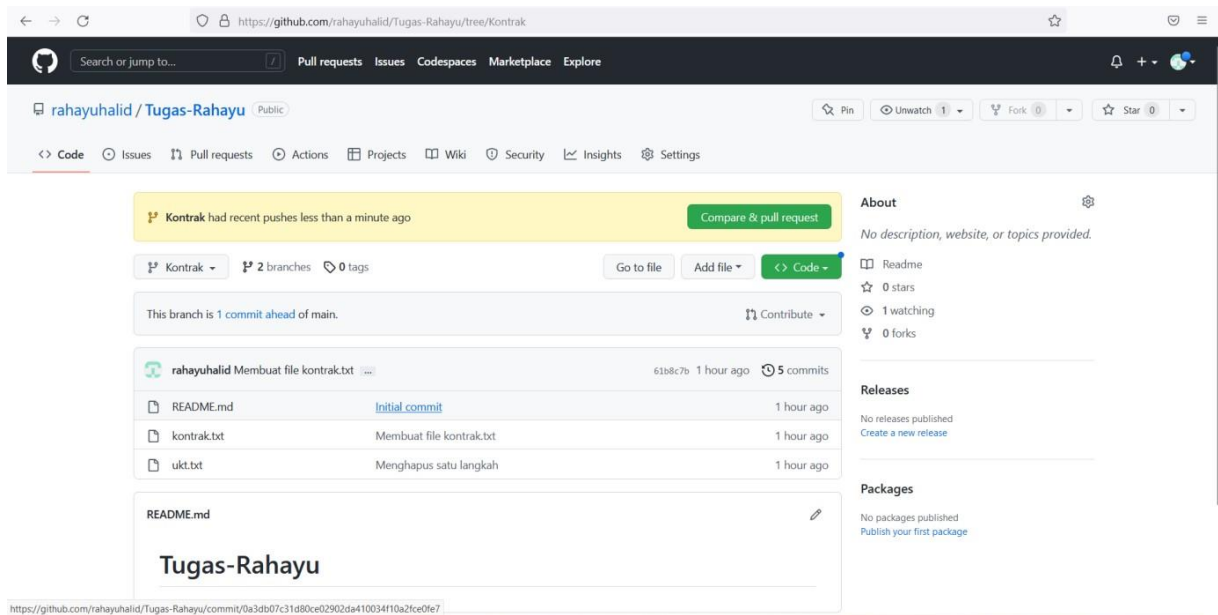 https://github.com/rahayuhalid/Tugas-Rahayu/tree/Kontrak
Search or jump to... / Pull requests Issues Codespaces Marketplace Explore
rahayuhalid / Tugas-Rahayu Public Pin Unwatch 1 Fork 0 Star 0
Code Issues Pull requests Actions Projects Wiki Security Insights Settings
Kontrak had recent pushes less than a minute ago Compare & pull request
Kontrak 2 branches 0 tags Go to file Add file <> Code
This branch is 1 commit ahead of main. Contribute
rahayuhalid Membuat file kontrak.txt ... 61b8c7b 1 hour ago 5 commits
README.md Initial commit 1 hour ago
kontrak.txt Membuat file kontrak.txt 1 hour ago
ukt.txt Menghapus satu langkah 1 hour ago
README.md
Tugas-Rahayu
About
No description, website, or topics provided.
Readme
0 stars
1 watching
0 forks
Releases
No releases published
Create a new release
Packages
No packages published
Publish your first package
https://github.com/rahayuhalid/Tugas-Rahayu/commit/0a3db07c31d80ce02902da410034f10a2fce0fe7